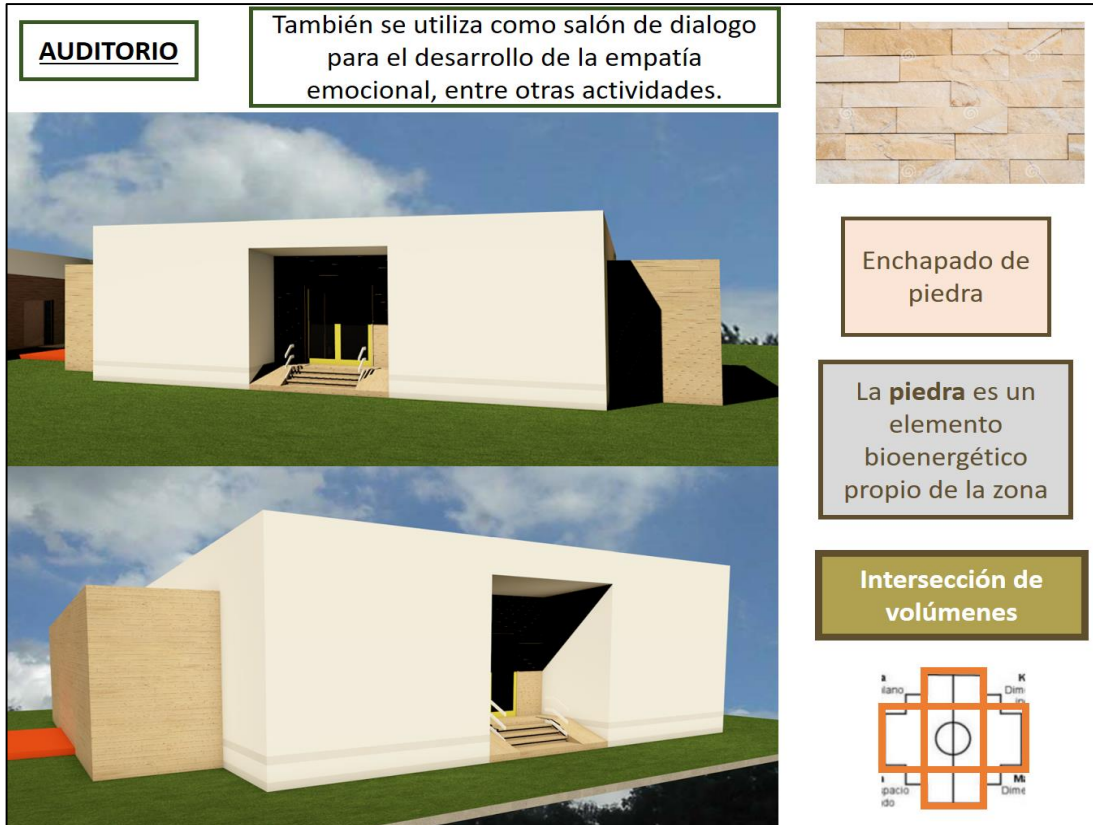 AUDITORIO
También se utiliza como salón de dialogo
para el desarrollo de la empatía
emocional, entre otras actividades.
Enchapado de
piedra
La piedra es un
elemento
bioenergético
propio de la zona
Intersección de
volúmenes